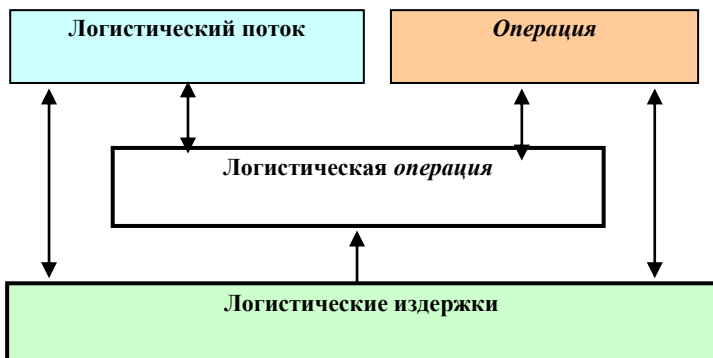 Логистический поток
Операция
Логистическая операция
Логистические издержки